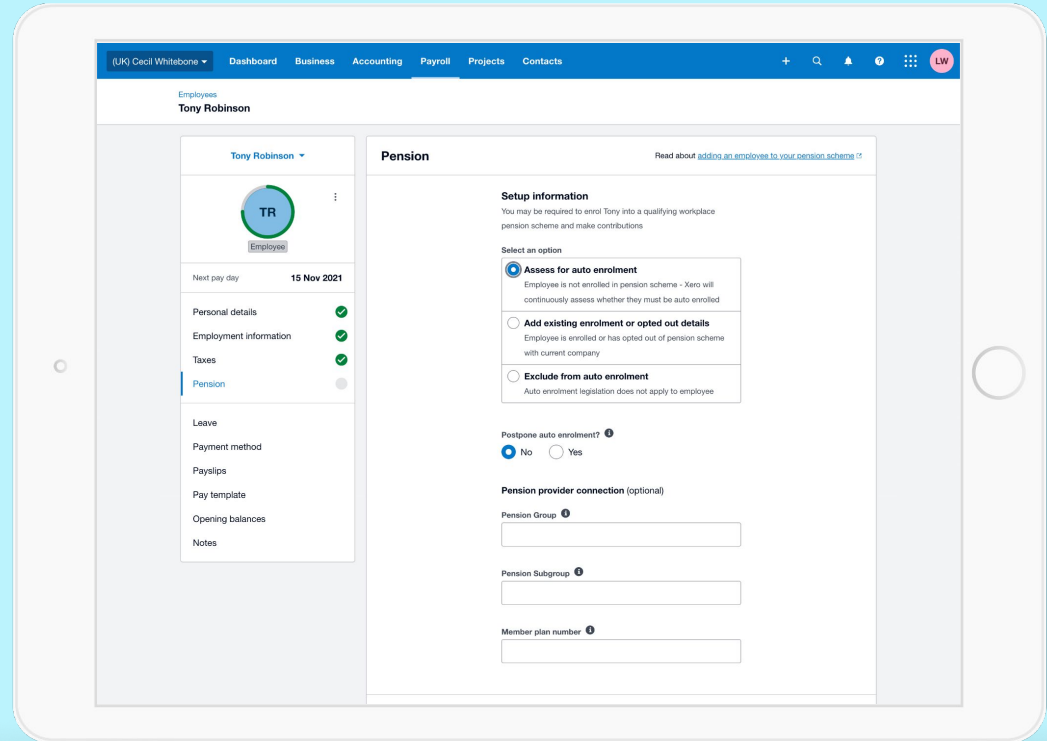 (UK) Cecil Whitebone Dashboard Business Accounting Payroll Projects Contacts LW
Employees
Tony Robinson
Tony Robinson
TR
Employee
Next pay day 15 Nov 2021
Personal details
Employment information
Taxes
Pension
Leave
Payment method
Payslips
Pay template
Opening balances
Notes
Pension Read about adding an employee to your pension scheme
Setup information
You may be required to enrol Tony into a qualifying workplace
pension scheme and make contributions
Select an option
Assess for auto enrolment
Employee is not enrolled in pension scheme - Xero will
continuously assess whether they must be auto enrolled
Add existing enrolment or opted out details
Employee is enrolled or has opted out of pension scheme
with current company
Exclude from auto enrolment
Auto enrolment legislation does not apply to employee
Postpone auto enrolment?
No Yes
Pension provider connection (optional)
Pension Group
Pension Subgroup
Member plan number